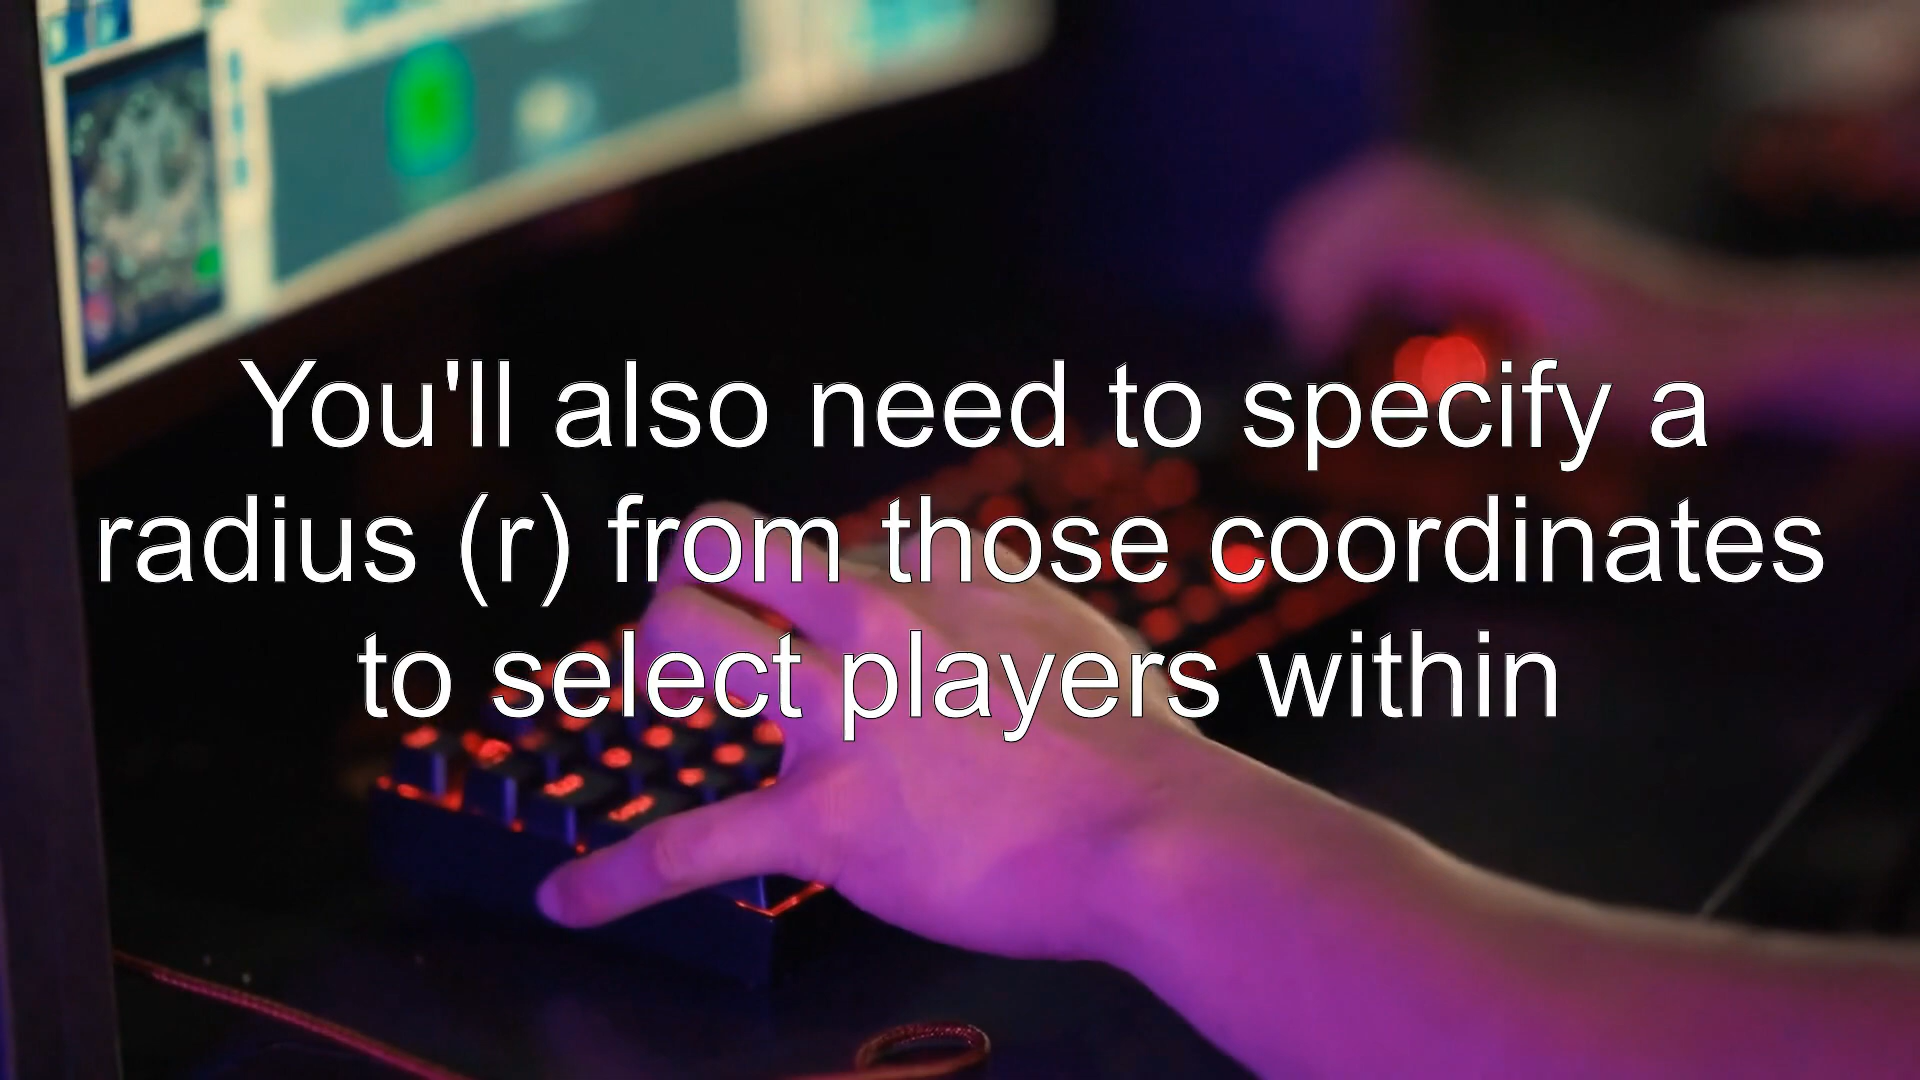 You'll also need to specify a
radius (r) from those coordinates
to select players within